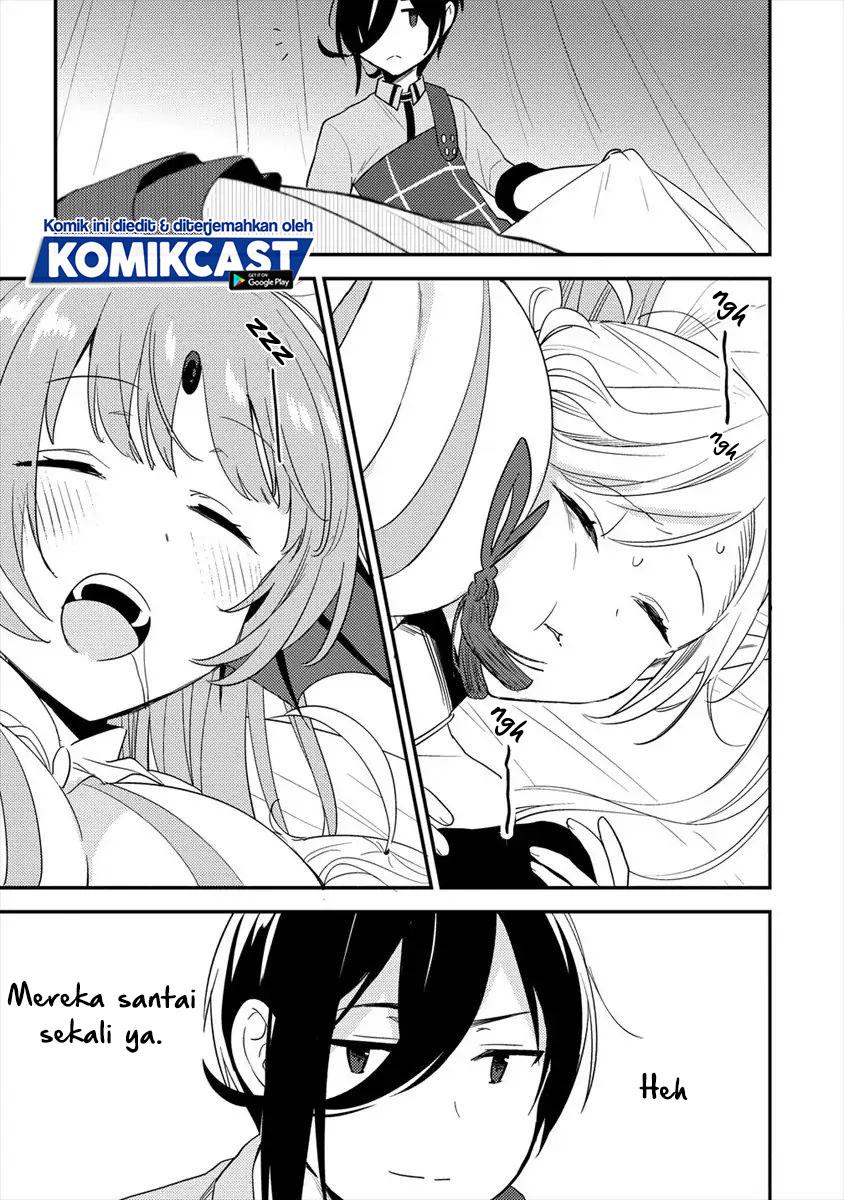 Komik ini diedit & diterjemahkan oleh
KOMIKCAST
GET IT ON
Google Play
ngh
ngh
ngh
zzz
Mereka santai
sekali ya.
Heh